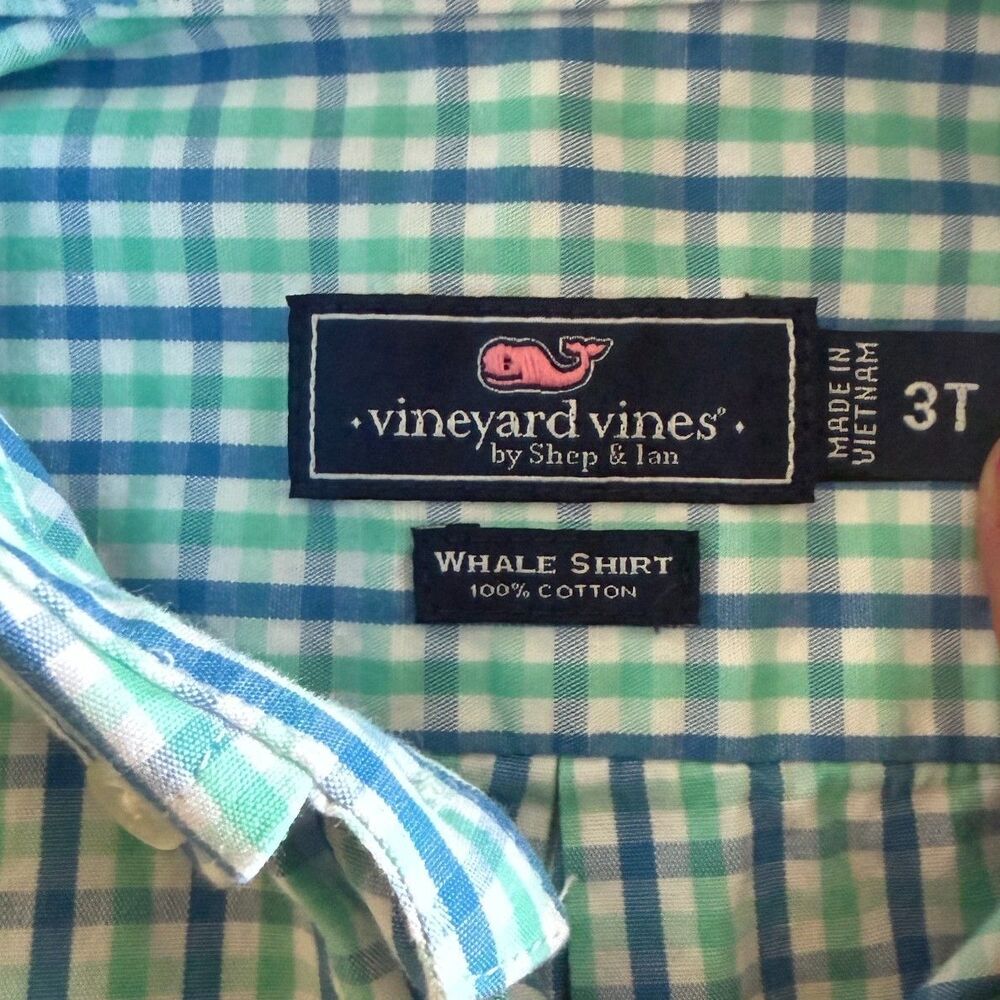 vineyard vines®
by Shep & Ian
MADE IN
VIETNAM
3T
WHALE SHIRT
100% COTTON